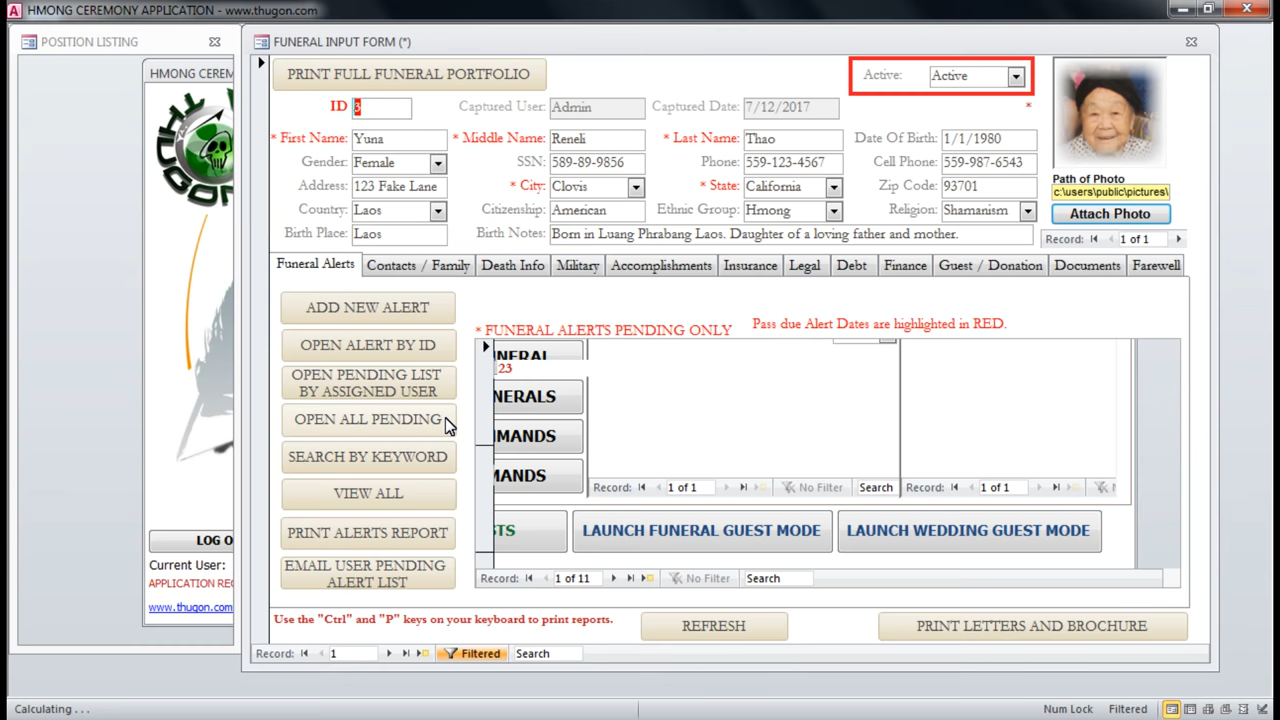 HMONG CEREMONY APPLICATION - www.thugon.com
POSITION LISTING
FUNERAL INPUT FORM (*)
HMONG CEREM
LOG O
Current User:
APPLICATION REG
www.thugon.com
PRINT FULL FUNERAL PORTFOLIO
Active: Active
ID 3 Captured User: Admin Captured Date: 7/12/2017 *
* First Name: Yuna * Middle Name: Reneli * Last Name: Thao Date Of Birth: 1/1/1980
Gender: Female SSN: 589-89-9856 Phone: 559-123-4567 Cell Phone: 559-987-6543
Address: 123 Fake Lane * City: Clovis * State: California Zip Code: 93701
Country: Laos Citizenship: American Ethnic Group: Hmong Religion: Shamanism
Birth Place: Laos Birth Notes: Born in Luang Phrabang Laos. Daughter of a loving father and mother.
Path of Photo
c:\users\public\pictures\
Attach Photo
Record: 1 of 1
Funeral Alerts Contacts / Family Death Info Military Accomplishments Insurance Legal Debt Finance Guest / Donation Documents Farewell
ADD NEW ALERT
OPEN ALERT BY ID
OPEN PENDING LIST
BY ASSIGNED USER
OPEN ALL PENDING
SEARCH BY KEYWORD
VIEW ALL
PRINT ALERTS REPORT
EMAIL USER PENDING
ALERT LIST
* FUNERAL ALERTS PENDING ONLY Pass due Alert Dates are highlighted in RED.
NERAL
23
NERALS
MMANDS
MANDS
Record: 1 of 1 No Filter Search Record: 1 of 1 N
STS LAUNCH FUNERAL GUEST MODE LAUNCH WEDDING GUEST MODE
Record: 1 of 11 No Filter Search
Use the "Ctrl" and "P" keys on your keyboard to print reports. REFRESH PRINT LETTERS AND BROCHURE
Record: 1 Filtered Search
Calculating . . . Num Lock Filtered